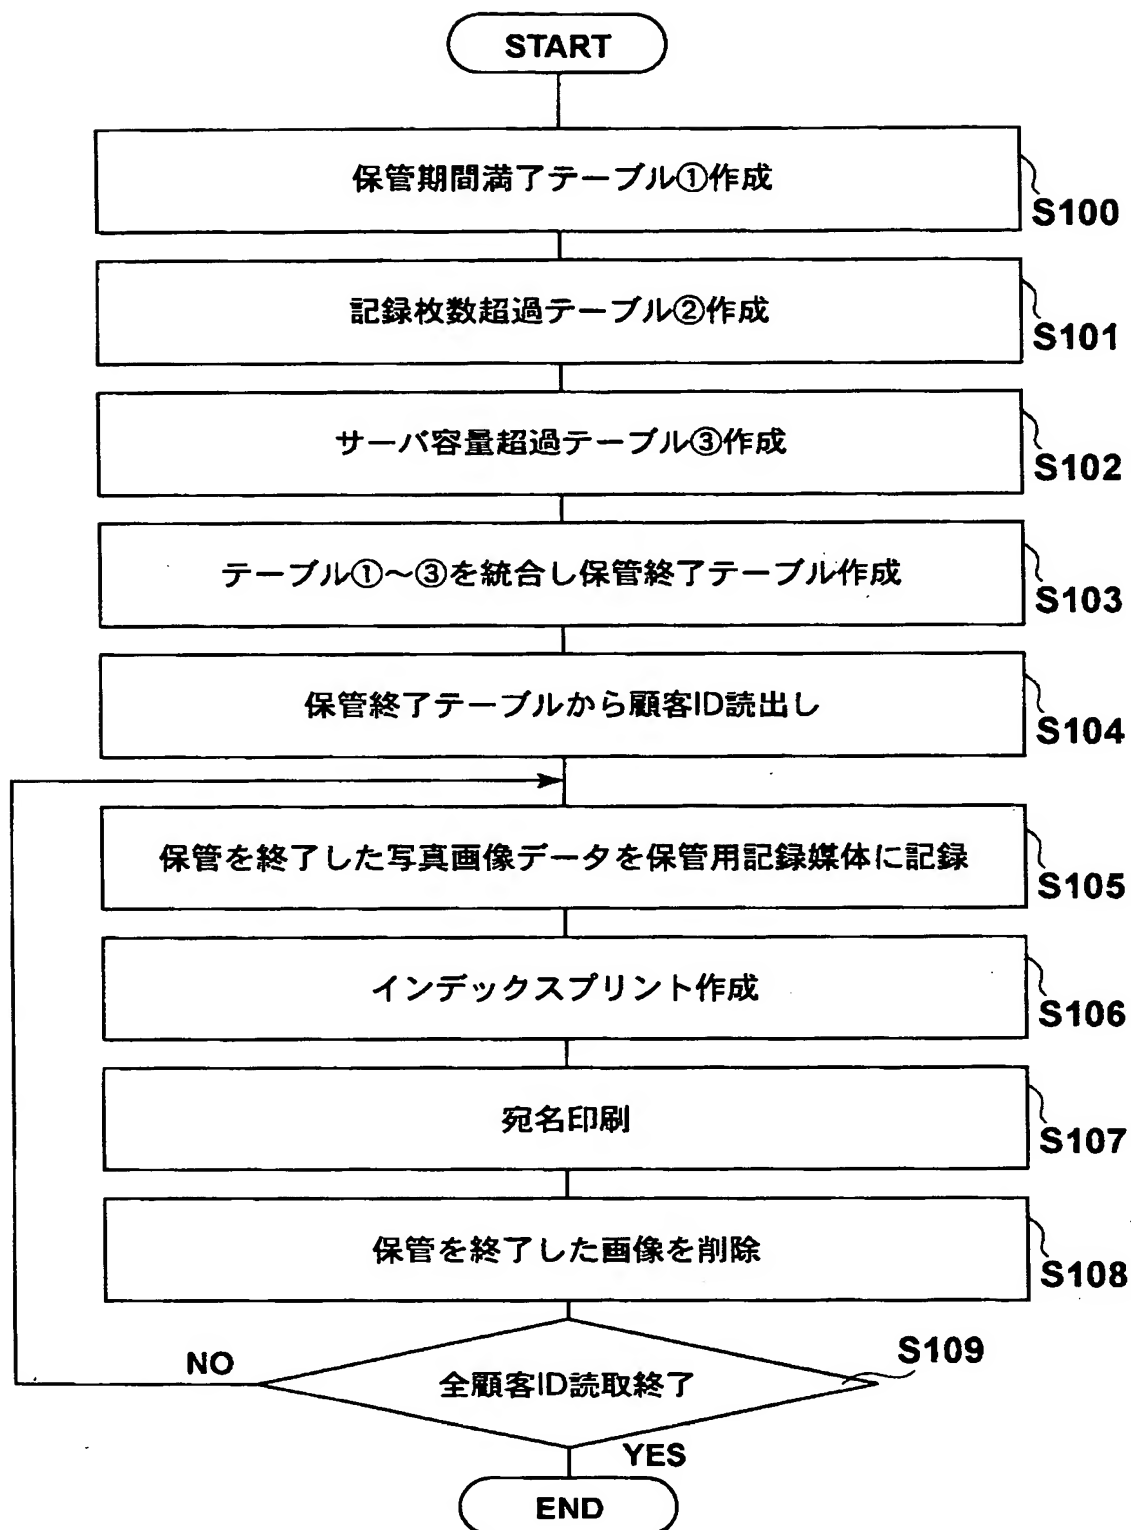 START
保管期間満了テーブル①作成
S100
記録枚数超過テーブル②作成
S101
サーバ容量超過テーブル③作成
S102
テーブル①～③を統合し保管終了テーブル作成
S103
保管終了テーブルから顧客ID読出し
S104
保管を終了した写真画像データを保管用記録媒体に記録
S105
インデックスプリント作成
S106
宛名印刷
S107
保管を終了した画像を削除
S108
NO
全顧客ID読取終了
S109
YES
END